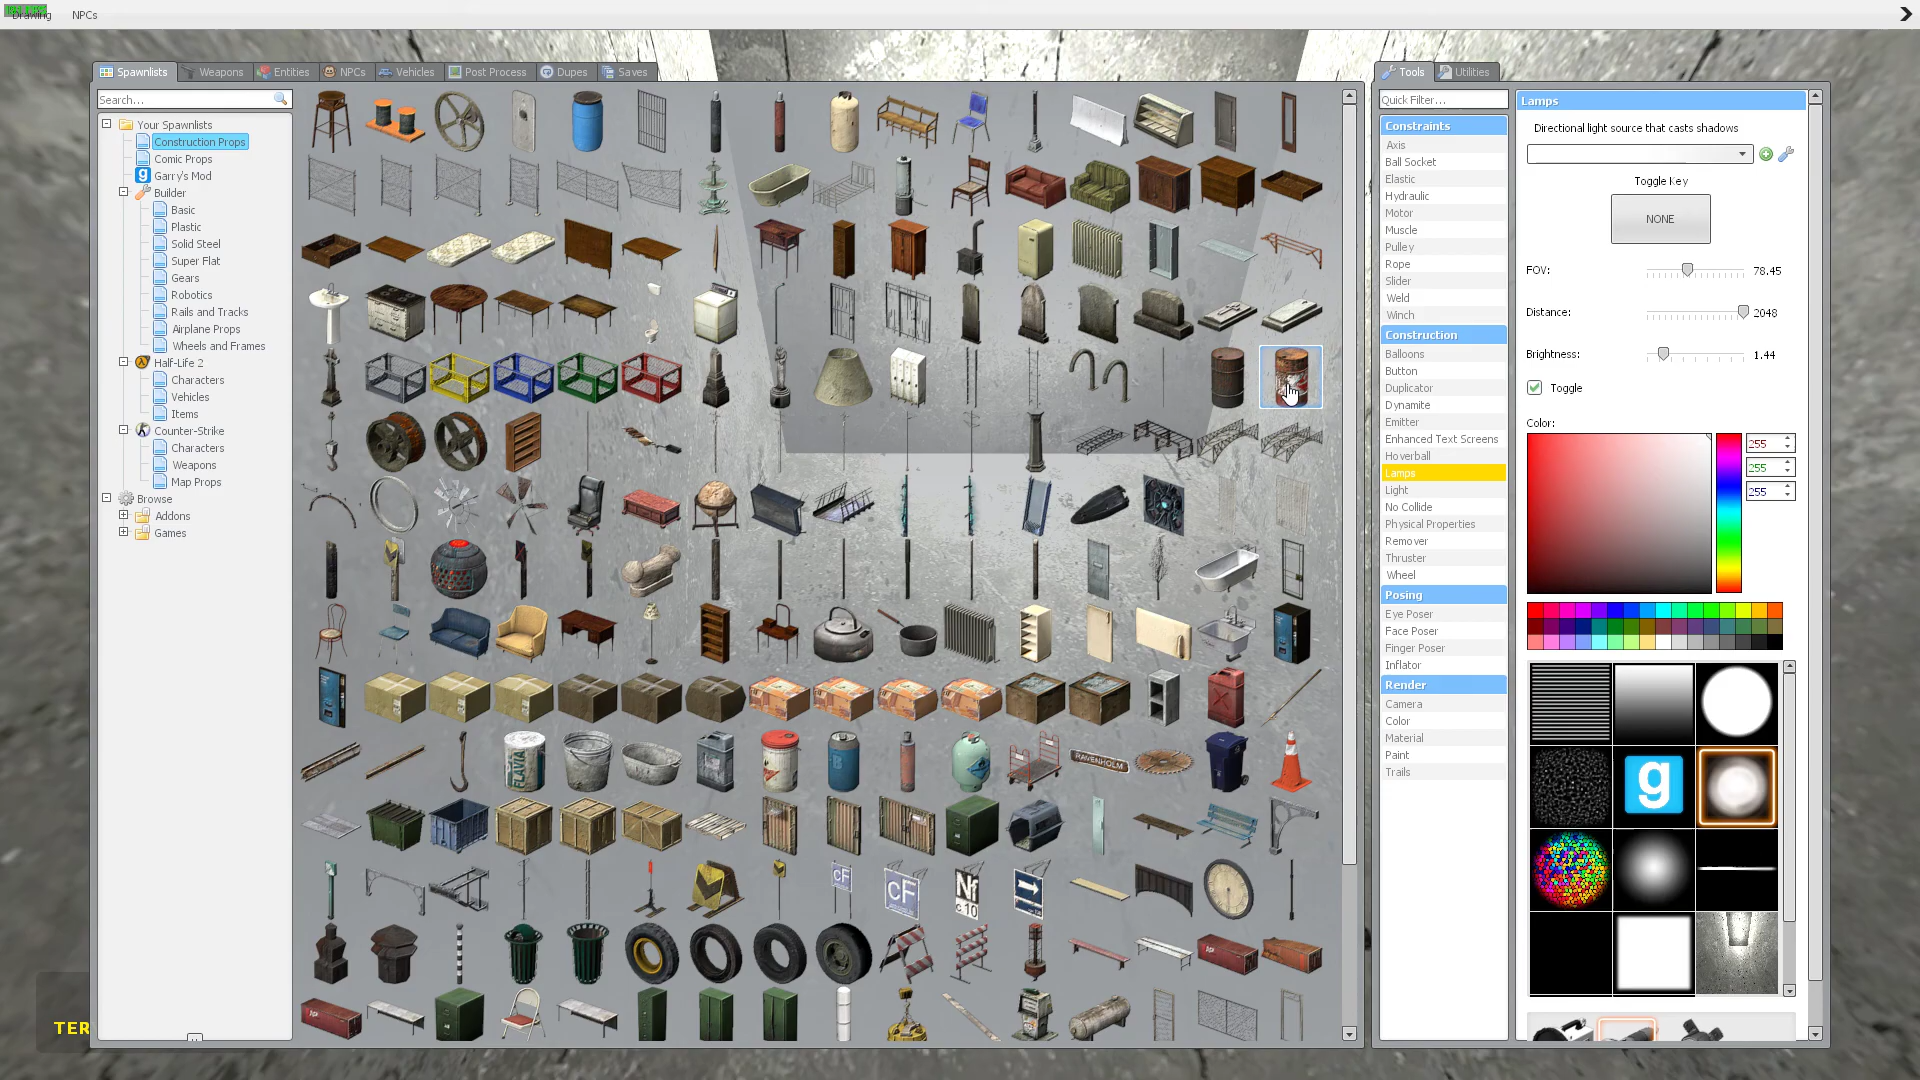 Drawing NPCs
Spawnlists Weapons Entities NPCs Vehicles Post Process Dupes Saves
Search...
Your Spawnlists
Construction Props
Comic Props
Garry's Mod
Builder
Basic
Plastic
Solid Steel
Super Flat
Gears
Robotics
Rails and Tracks
Airplane Props
Wheels and Frames
Half-Life 2
Characters
Vehicles
Items
Counter-Strike
Characters
Weapons
Map Props
Browse
Addons
Games
RAVENHOLM
cF
cF
Nf
c10
TER
Tools Utilities
Quick Filter...
Constraints
Axis
Ball Socket
Elastic
Hydraulic
Motor
Muscle
Pulley
Rope
Slider
Weld
Winch
Construction
Balloons
Button
Duplicator
Dynamite
Emitter
Enhanced Text Screens
Hoverball
Lamps
Light
No Collide
Physical Properties
Remover
Thruster
Wheel
Posing
Eye Poser
Face Poser
Finger Poser
Inflator
Render
Camera
Color
Material
Paint
Trails
Lamps
Directional light source that casts shadows
Toggle Key
NONE
FOV: 78.45
Distance: 2048
Brightness: 1.44
Toggle
Color:
255
255
255
g